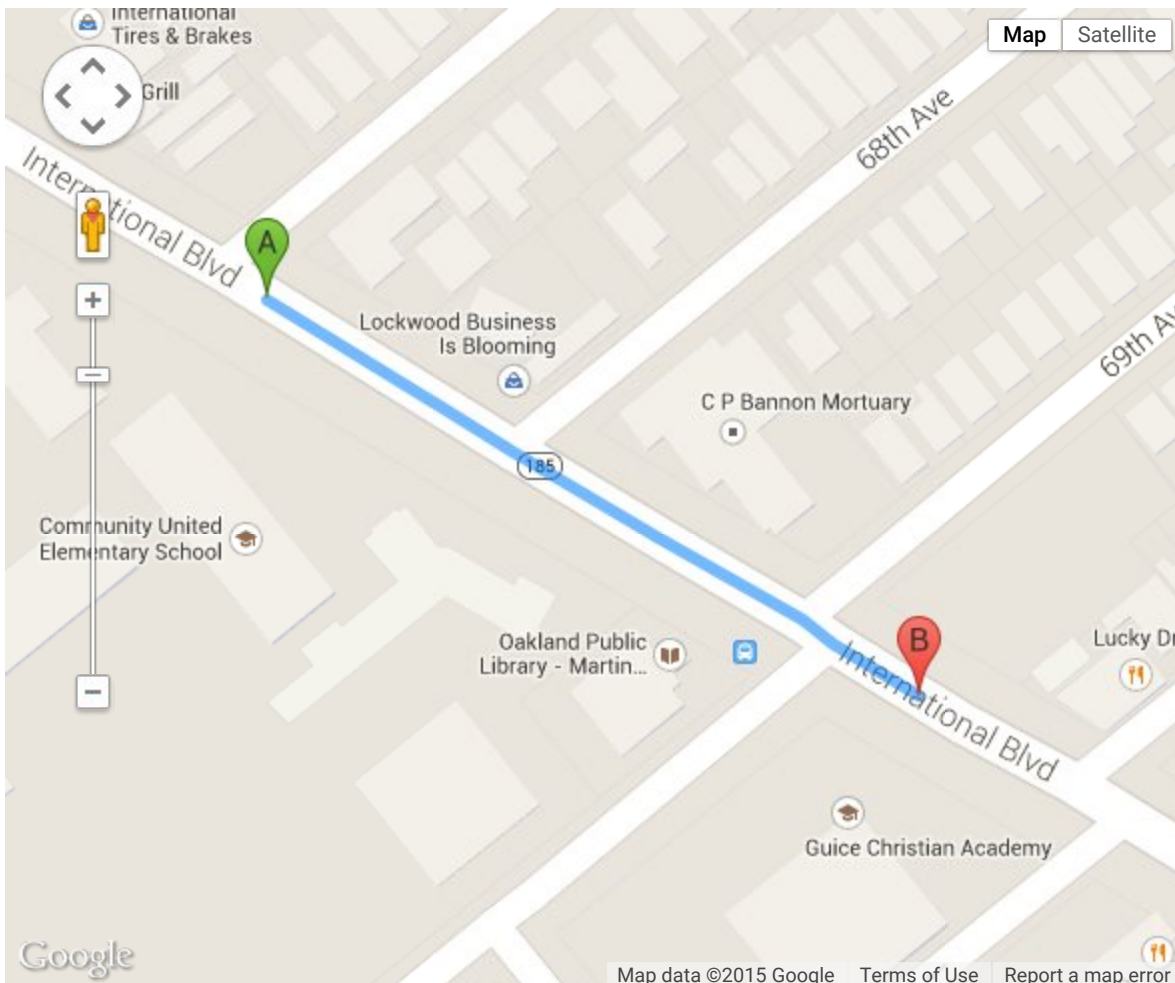 International
Tires & Brakes
Map
Satellite
Grill
68th Ave
International Blvd
A
Lockwood Business
Is Blooming
69th Av
C P Bannon Mortuary
185
Community United
Elementary School
Oakland Public
Library - Martin...
B
Lucky D
International Blvd
Guice Christian Academy
Google
Map data ©2015 Google
Terms of Use
Report a map error